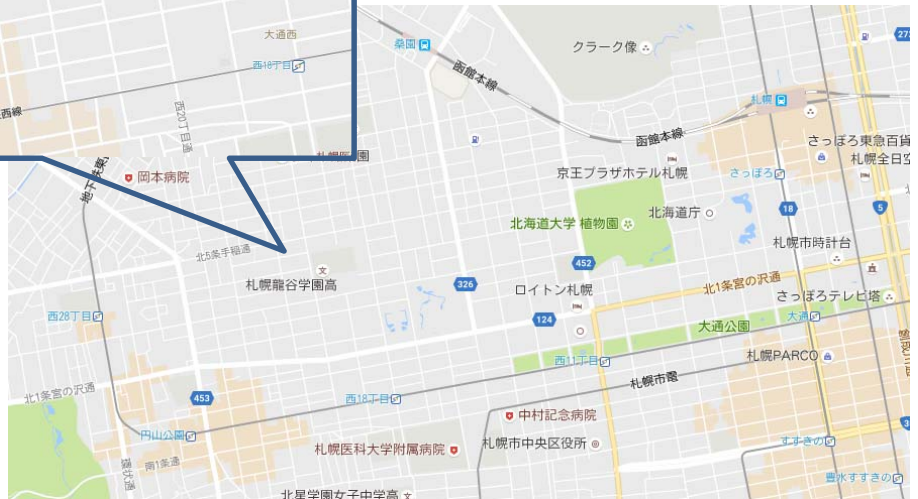 大通西
西18丁目
西線
西20丁目通
桑園
函館本線
クラーク像
273
札幌
函館本線
さっぽろ東急百貨
札幌全日空
岡本病院
京王プラザホテル札幌
さっぽろ
北海道大学 植物園
北海道庁
18
5
北5条手稲通
札幌市時計台
札幌龍谷学園高
326
452
ロイトン札幌
北1条宮の沢通
さっぽろテレビ塔
西28丁目
124
大通公園
大通
西11丁目
札幌PARCO
北1条宮の沢通
453
西18丁目
札幌市電
中村記念病院
円山公園
札幌医科大学附属病院
札幌市中央区役所
すすきの
南1条通
環状通
北星学園女子中学高
豊水すすきの